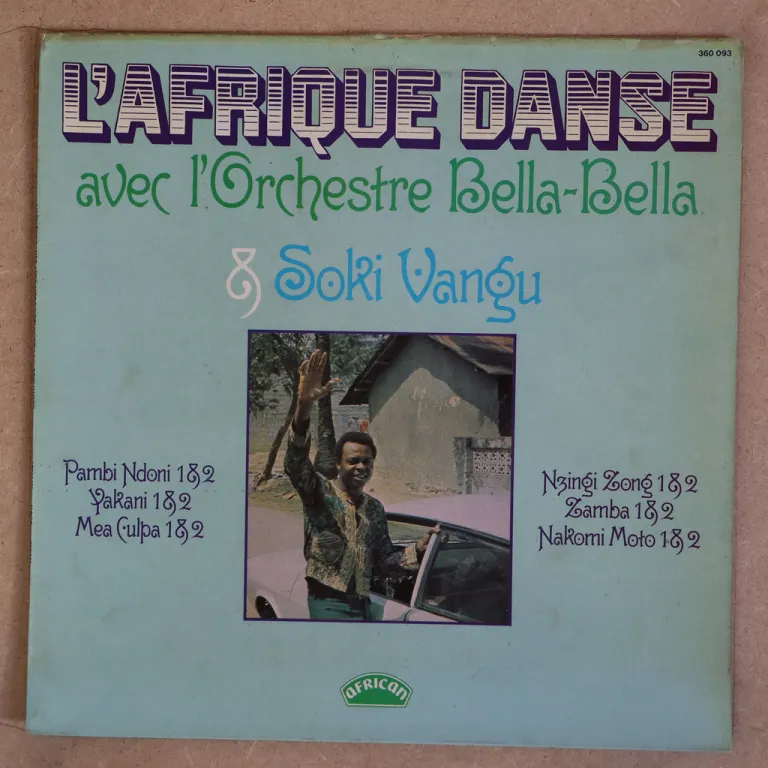 360 093
L'AFRIQUE DANSE
avec l'Orchestre Bella-Bella
& Soki Vangu
Pambi Ndoni 1&2
Yakani 1&2
Mea Culpa 1&2
Nzingi Zong 1&2
Zamba 1&2
Nakomi Moto 1&2
AFRICAN